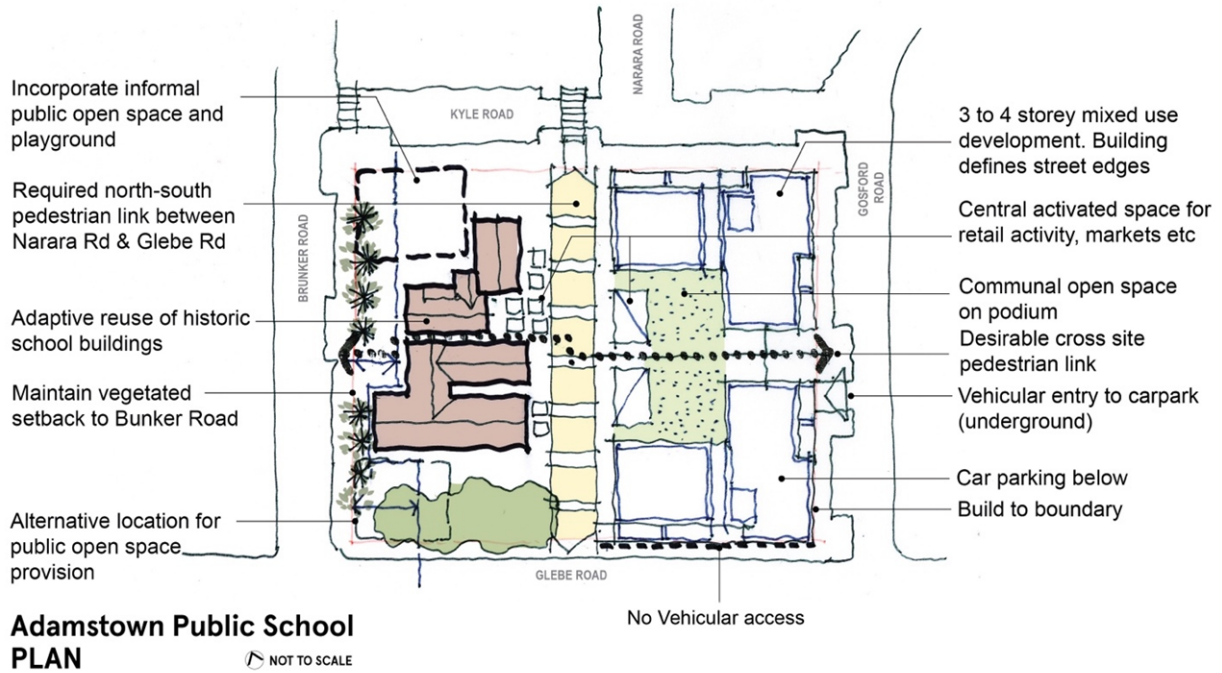 Incorporate informal
public open space and
playground
Required north-south
pedestrian link between
Narara Rd & Glebe Rd
Adaptive reuse of historic
school buildings
Maintain vegetated
setback to Bunker Road
Alternative location for
public open space
provision
BRUNKER ROAD
KYLE ROAD
NARARA ROAD
GOSFORD
ROAD
GLEBE ROAD
3 to 4 storey mixed use
development. Building
defines street edges
Central activated space for
retail activity, markets etc
Communal open space
on podium
Desirable cross site
pedestrian link
Vehicular entry to carpark
(underground)
Car parking below
Build to boundary
No Vehicular access
Adamstown Public School
PLAN
NOT TO SCALE